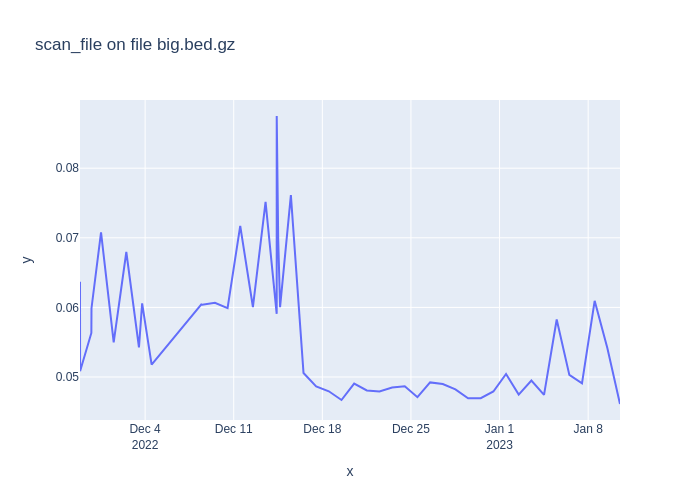 scan_file on file big.bed.gz
y
0.08
0.07
0.06
0.05
Dec 4
2022
Dec 11
Dec 18
Dec 25
Jan 1
2023
Jan 8
x